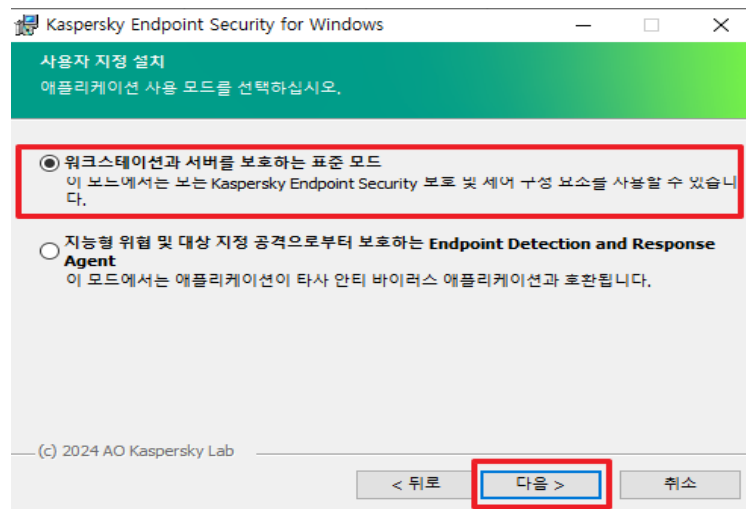 Kaspersky Endpoint Security for Windows
사용자 지정 설치
애플리케이션 사용 모드를 선택하십시오.
워크스테이션과 서버를 보호하는 표준 모드
이 모드에서는 모든 Kaspersky Endpoint Security 보호 및 제어 구성 요소를 사용할 수 있습니
다.
지능형 위협 및 대상 지정 공격으로부터 보호하는 Endpoint Detection and Response
Agent
이 모드에서는 애플리케이션이 타사 안티 바이러스 애플리케이션과 호환됩니다.
(c) 2024 AO Kaspersky Lab
< 뒤로 다음 > 취소